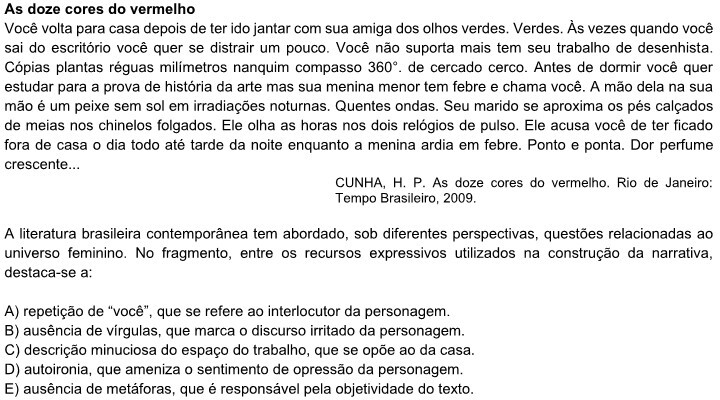 As doze cores do vermelho
Você volta para casa depois de ter ido jantar com sua amiga dos olhos verdes. Verdes. Às vezes quando você
sai do escritório você quer se distrair um pouco. Você não suporta mais tem seu trabalho de desenhista.
Cópias plantas réguas milímetros nanquim compasso 360°. de cercado cerco. Antes de dormir você quer
estudar para a prova de história da arte mas sua menina menor tem febre e chama você. A mão dela na sua
mão é um peixe sem sol em irradiações noturnas. Quentes ondas. Seu marido se aproxima os pés calçados
de meias nos chinelos folgados. Ele olha as horas nos dois relógios de pulso. Ele acusa você de ter ficado
fora de casa o dia todo até tarde da noite enquanto a menina ardia em febre. Ponto e ponta. Dor perfume
crescente...
CUNHA, H. P. As doze cores do vermelho. Rio de Janeiro:
Tempo Brasileiro, 2009.
A literatura brasileira contemporânea tem abordado, sob diferentes perspectivas, questões relacionadas ao
universo feminino. No fragmento, entre os recursos expressivos utilizados na construção da narrativa,
destaca-se a:
A) repetição de “você”, que se refere ao interlocutor da personagem.
B) ausência de vírgulas, que marca o discurso irritado da personagem.
C) descrição minuciosa do espaço do trabalho, que se opõe ao da casa.
D) autoironia, que ameniza o sentimento de opressão da personagem.
E) ausência de metáforas, que é responsável pela objetividade do texto.